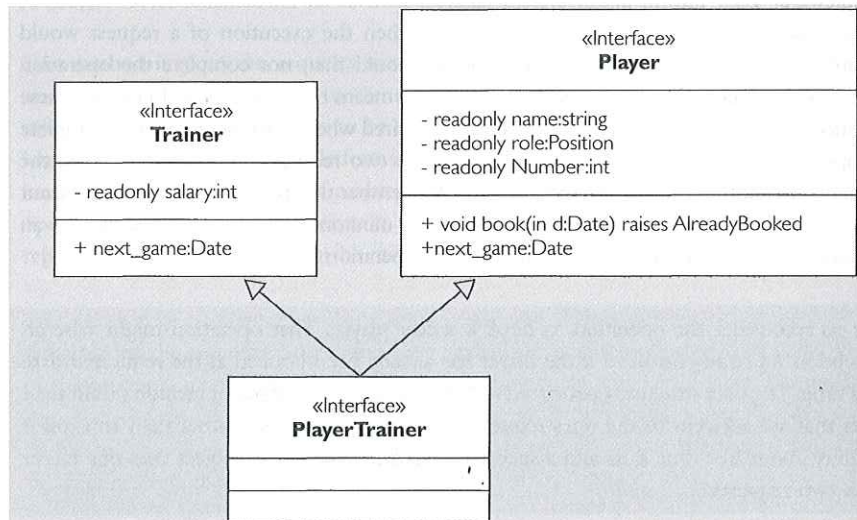 «Interface»
Trainer
- readonly salary:int
+ next_game:Date
«Interface»
Player
- readonly name:string
- readonly role:Position
- readonly Number:int
+ void book(in d:Date) raises AlreadyBooked
+next_game:Date
«Interface»
PlayerTrainer